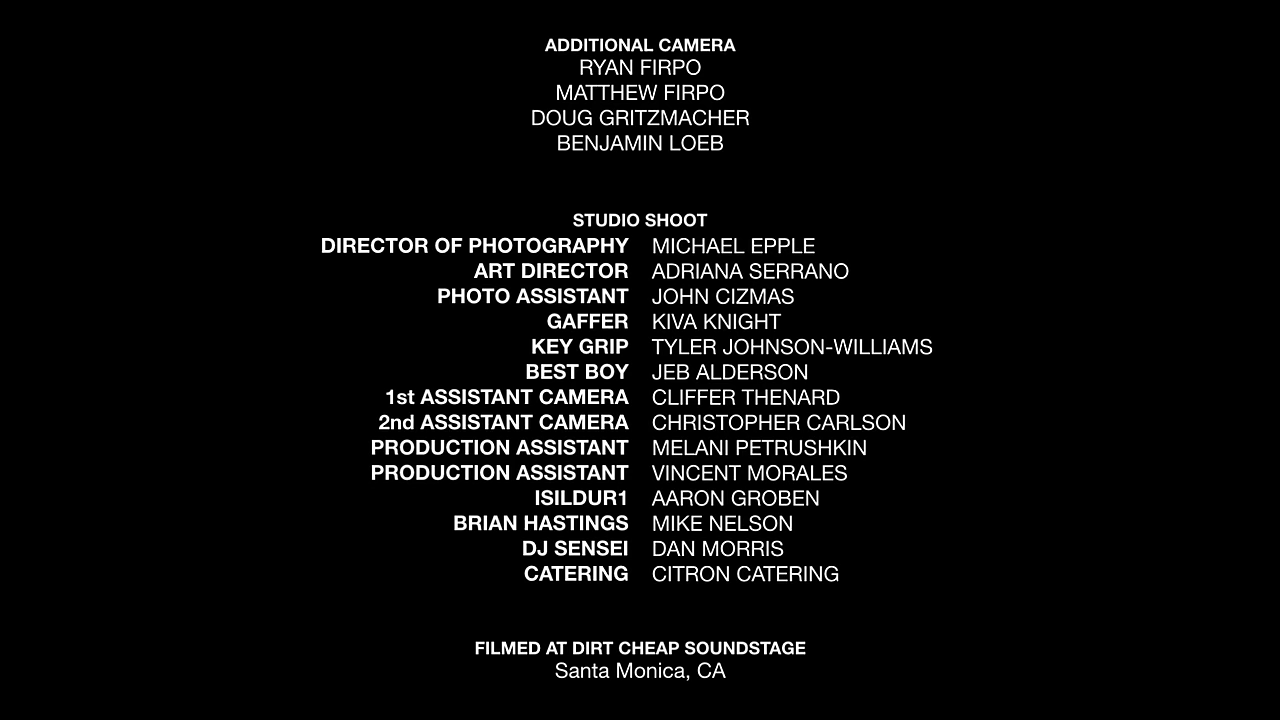 ADDITIONAL CAMERA
RYAN FIRPO
MATTHEW FIRPO
DOUG GRITZMACHER
BENJAMIN LOEB
STUDIO SHOOT
DIRECTOR OF PHOTOGRAPHY MICHAEL EPPLE
ART DIRECTOR ADRIANA SERRANO
PHOTO ASSISTANT JOHN CIZMAS
GAFFER KIVA KNIGHT
KEY GRIP TYLER JOHNSON-WILLIAMS
BEST BOY JEB ALDERSON
1st ASSISTANT CAMERA CLIFFER THENARD
2nd ASSISTANT CAMERA CHRISTOPHER CARLSON
PRODUCTION ASSISTANT MELANI PETRUSHKIN
PRODUCTION ASSISTANT VINCENT MORALES
ISILDUR1 AARON GROBEN
BRIAN HASTINGS MIKE NELSON
DJ SENSEI DAN MORRIS
CATERING CITRON CATERING
FILMED AT DIRT CHEAP SOUNDSTAGE
Santa Monica, CA